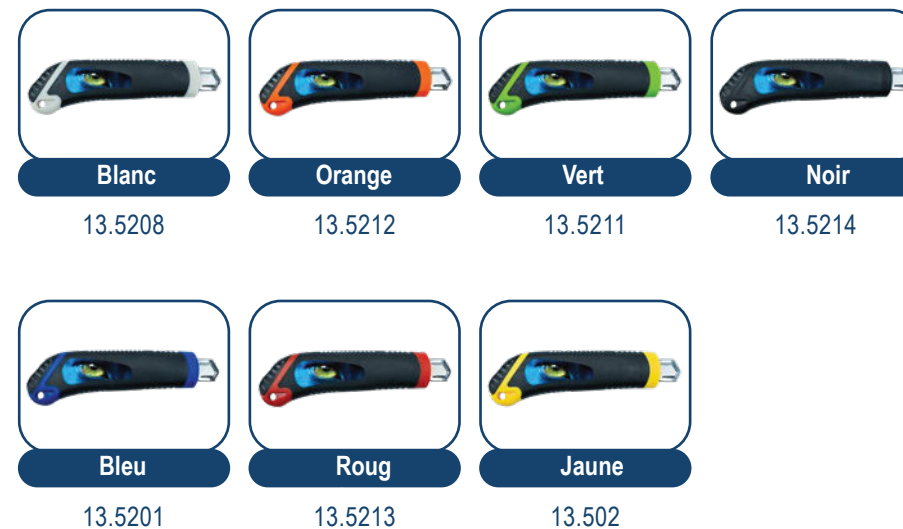 Blanc
Orange
Vert
Noir
13.5208
13.5212
13.5211
13.5214
Bleu
Roug
Jaune
13.5201
13.5213
13.502